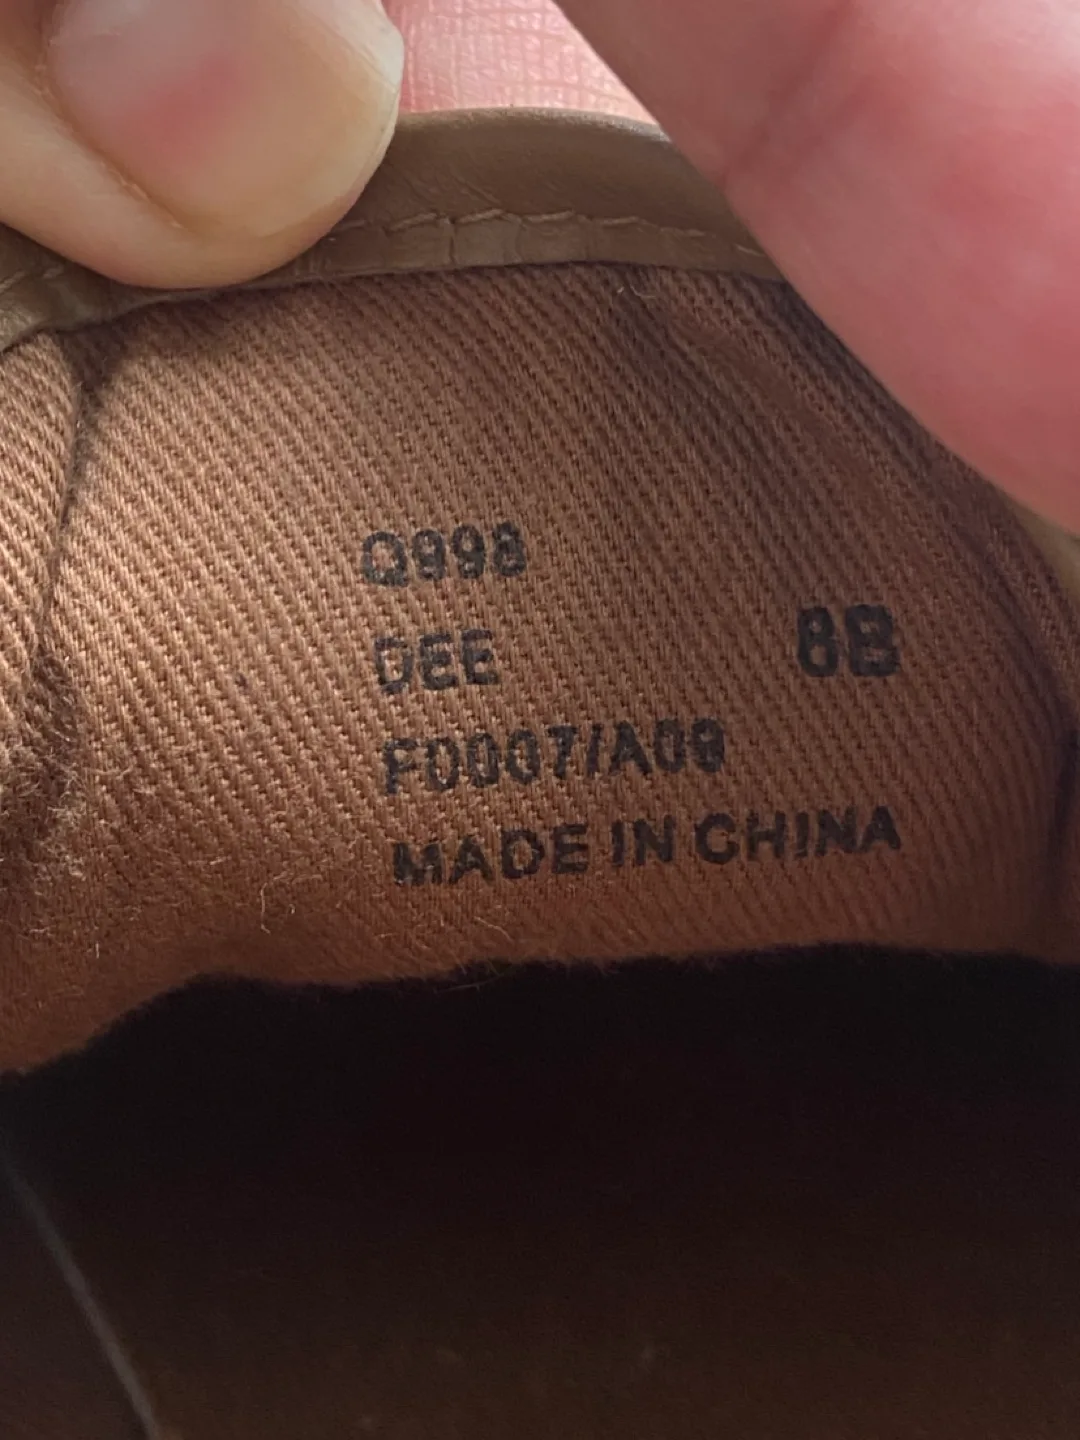 Q998
DEE 8B
F0007/A09
MADE IN CHINA